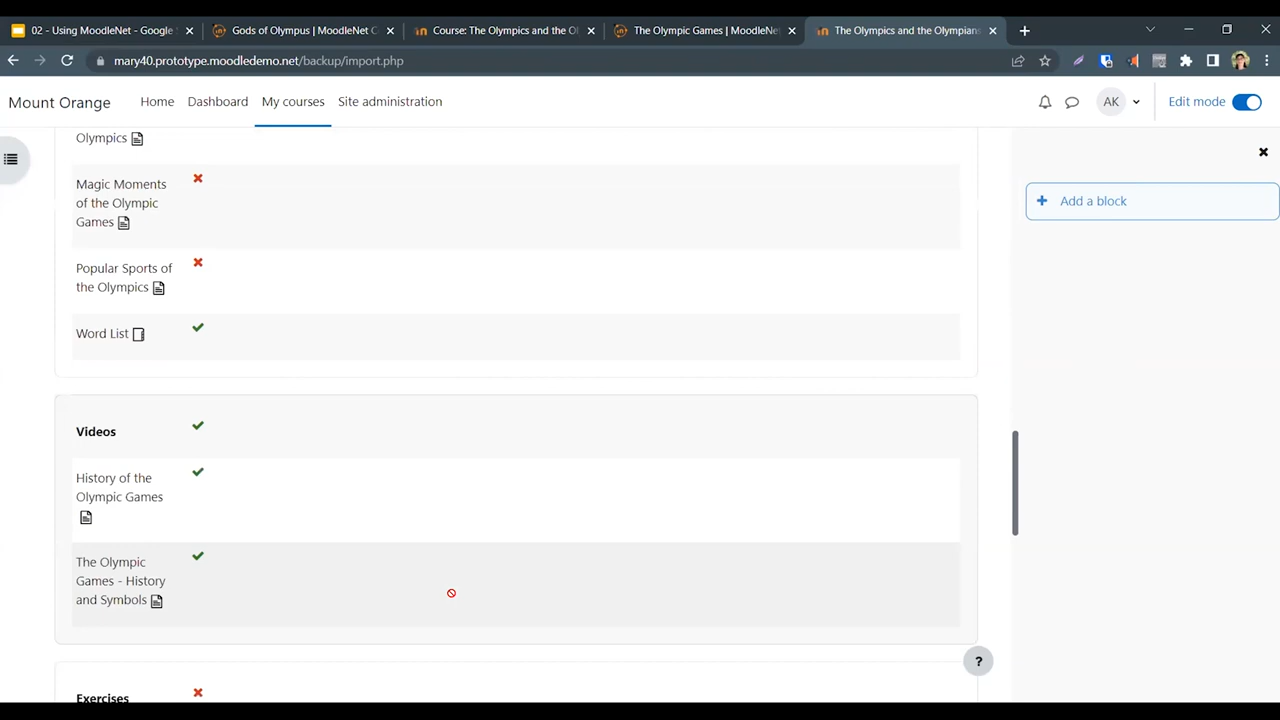 02 - Using MoodleNet - Google
Gods of Olympus | MoodleNet C
Course: The Olympics and the Ol
The Olympic Games | MoodleNet
The Olympics and the Olympians
mary40.prototype.moodledemo.net/backup/import.php
Mount Orange
Home
Dashboard
My courses
Site administration
AK
Edit mode
Olympics
Magic Moments
of the Olympic
Games
Popular Sports of
the Olympics
Word List
Videos
History of the
Olympic Games
The Olympic
Games - History
and Symbols
Exercises
+ Add a block
?